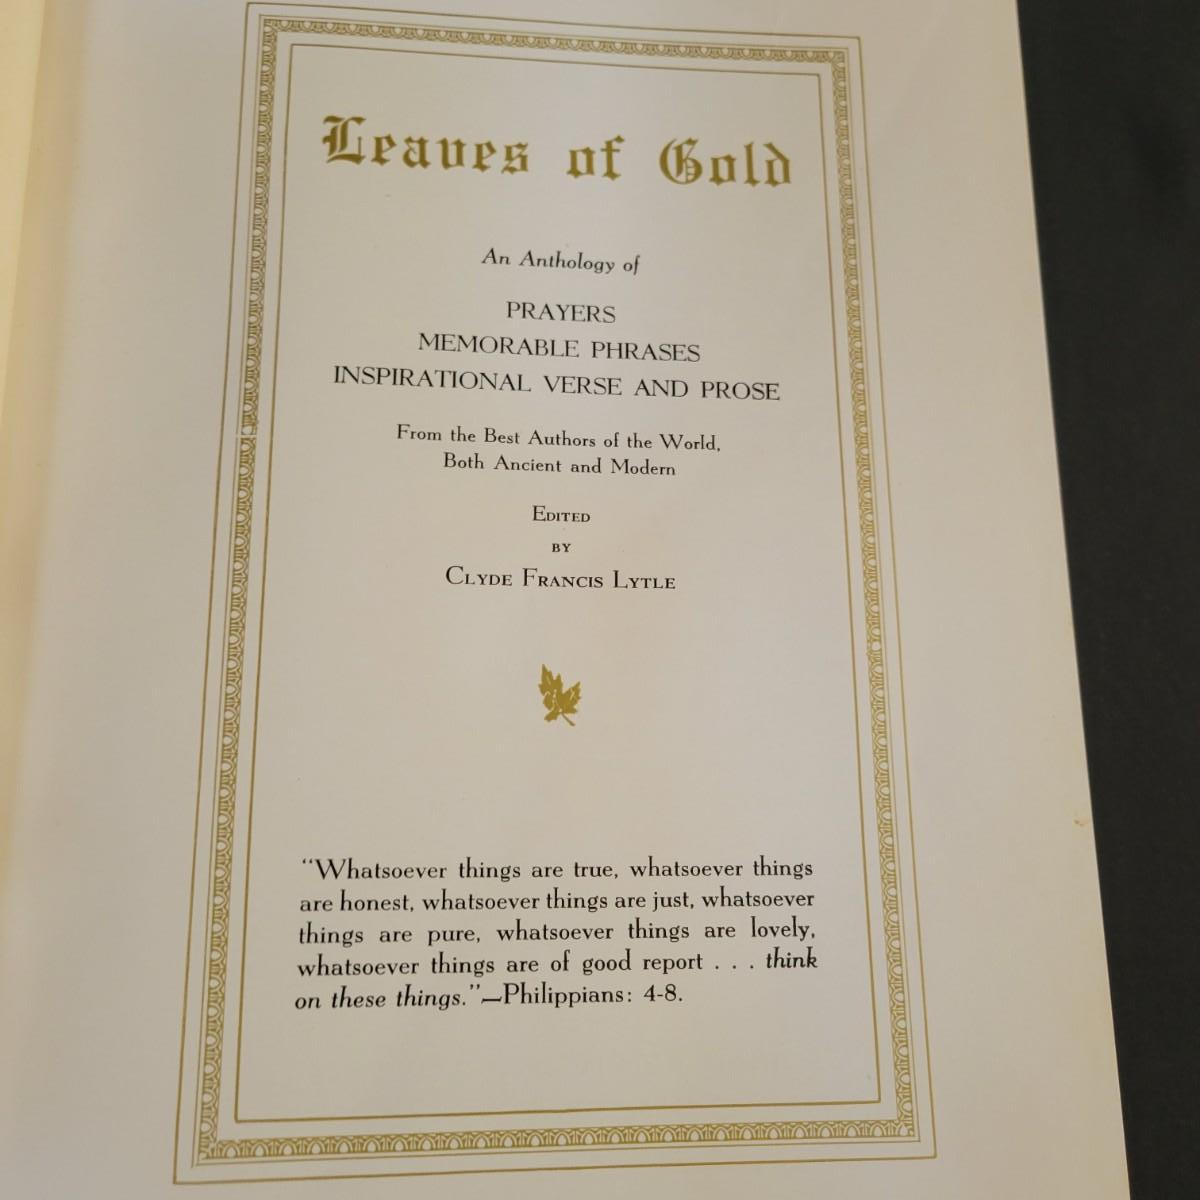 Leaves of Gold
An Anthology of
PRAYERS
MEMORABLE PHRASES
INSPIRATIONAL VERSE AND PROSE
From the Best Authors of the World,
Both Ancient and Modern
EDITED
BY
CLYDE FRANCIS LYTLE
“Whatsoever things are true, whatsoever things
are honest, whatsoever things are just, whatsoever
things are pure, whatsoever things are lovely,
whatsoever things are of good report . . . think
on these things.”—Philippians: 4-8.